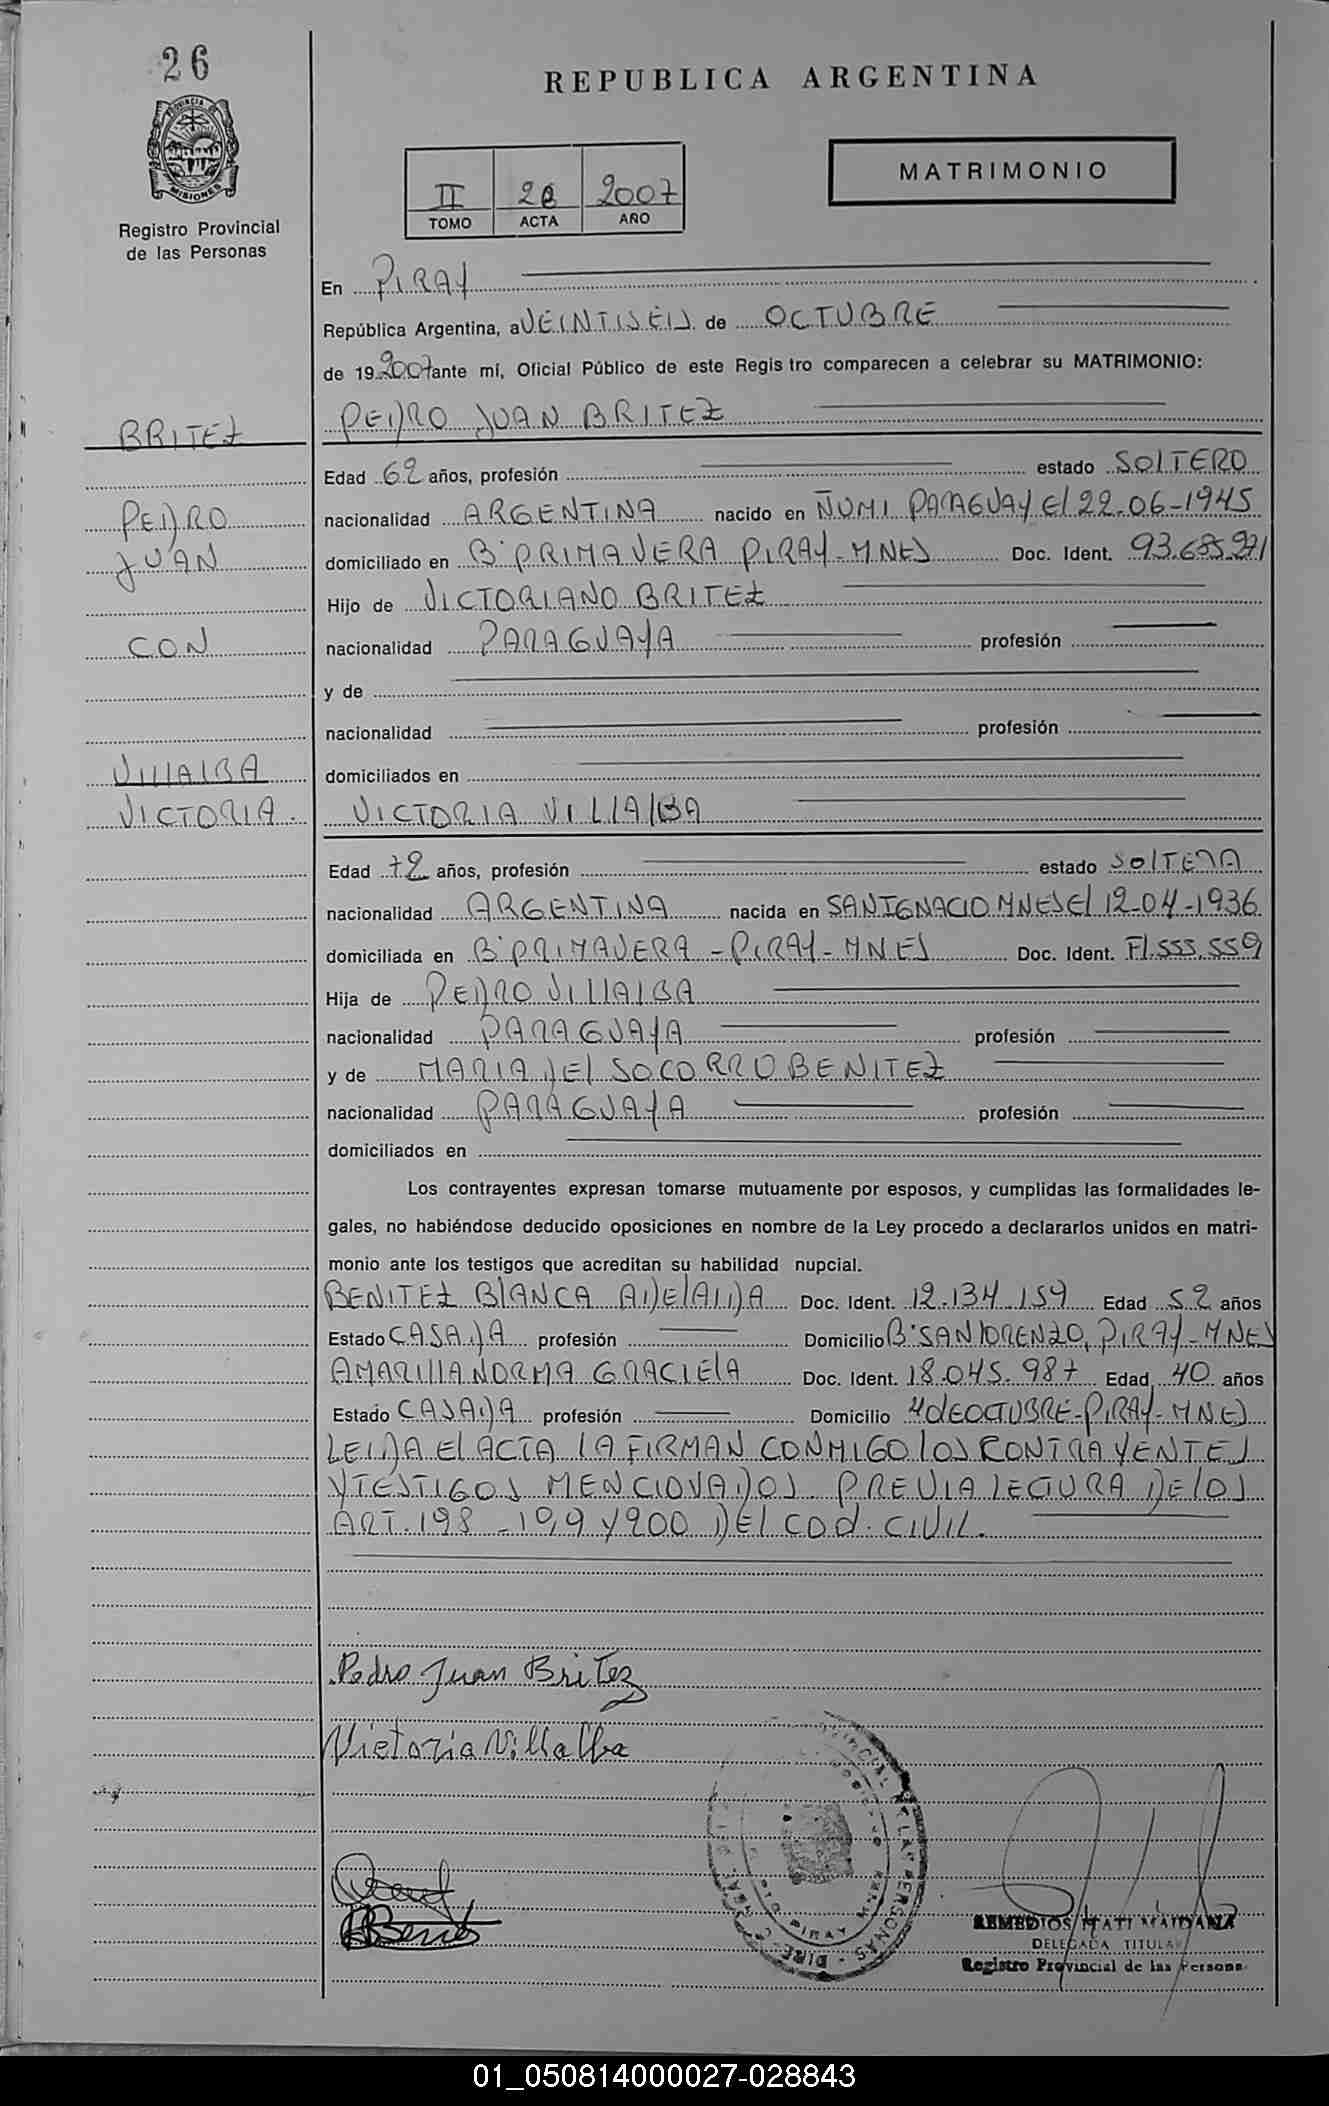 26
REPUBLICA ARGENTINA
MATRIMONIO
PROVINCIA DE
MISIONES
II 2007
TOMO ACTA AÑO
Registro Provincial
de las Personas
En PIRAY
República Argentina, a VEINTISEIS de OCTUBRE
de 19 2007 ante mí, Oficial Público de este Regis tro comparecen a celebrar su MATRIMONIO:
BRITEZ
PEDRO JUAN BRITEZ
Edad 62 años, profesión estado SOLTERO
PEDRO
nacionalidad ARGENTINA nacido en ÑUMI PARAGUAY El 22-06-1945
JUAN
domiciliado en Bº PRIMAVERA PIRAY-MNES Doc. Ident.
Hijo de VICTORIANO BRITEZ
CON
nacionalidad PARAGUAYA profesión
y de
nacionalidad profesión
VILLALBA
domiciliados en
VICTORIA.
VICTORIA VILLALBA
Edad 72 años, profesión estado SOLTERA
nacionalidad ARGENTINA nacida en SAN IGNACIO MNES El 12-04-1936
domiciliada en Bº PRIMAVERA - PIRAY - MNES Doc. Ident.
Hija de PEDRO VILLALBA
nacionalidad PARAGUAYA profesión
y de MARIA DEL SOCORRO BENITEZ
nacionalidad PARAGUAYA profesión
domiciliados en
Los contrayentes expresan tomarse mutuamente por esposos, y cumplidas las formalidades le-
gales, no habiéndose deducido oposiciones en nombre de la Ley procedo a declararlos unidos en matri-
monio ante los testigos que acreditan su habilidad nupcial.
BENITEZ BLANCA ADELAIDA Doc. Ident. 12.134.159 Edad 52 años
Estado CASADA profesión Domicilio Bº SAN LORENZO, PIRAY-MNES
AMARILLA NORMA GRACIELA Doc. Ident. 18.045.987 Edad 40 años
Estado CASADA profesión Domicilio 4 dE OCTUBRE-PIRAY-MNES
LEIDA El ACTA LA FIRMAN CONMIGO LOS CONTRAYENTES
Y TESTIGOS MENCIONADOS PREVIA LECTURA DE LOS
ART. 198 - 199 Y 200 DEL COd. CIVIL.
Pedro Juan Britez
Victoria Villalba
REMEDIOS ITATI MAIDANA
DELEGADA TITULAR
Registro Provincial de las Persona
01_050814000027-028843